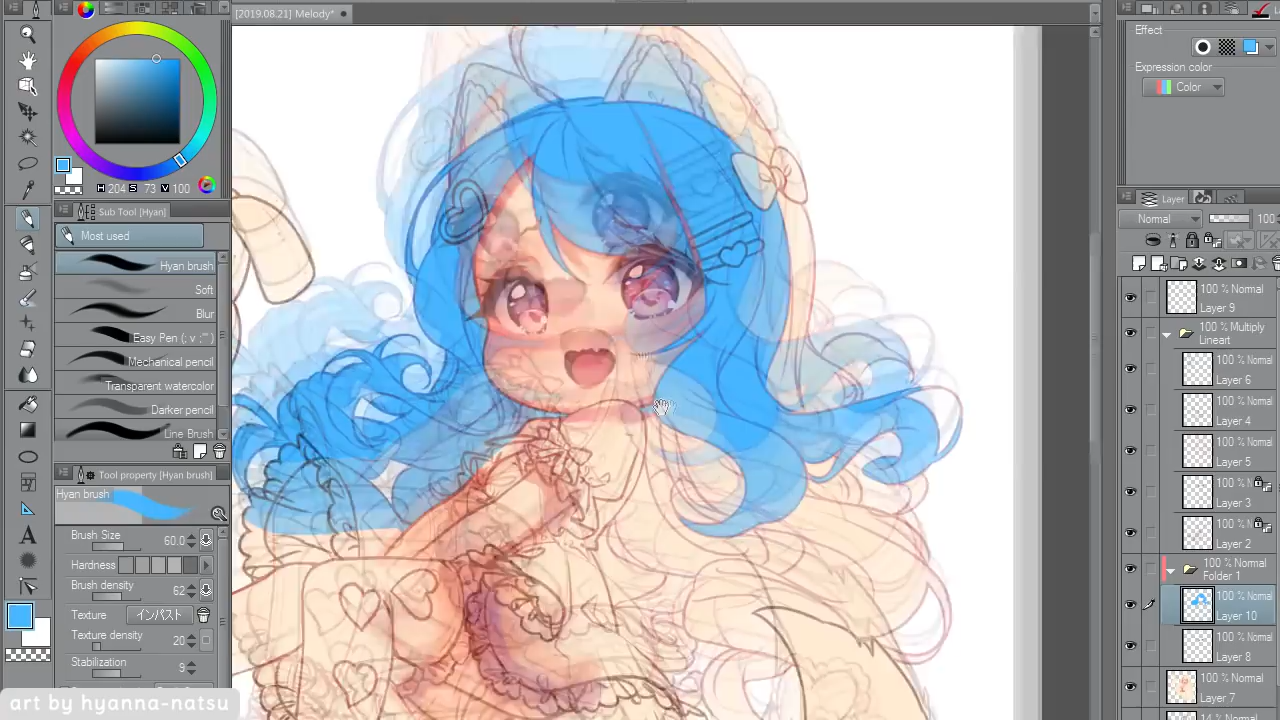 [2019.08.21] Melody*
H 204 S 73 V 100
Sub Tool [Hyan]
Most used
Hyan brush
Soft
Blur
Easy Pen (; v ;"" )
Mechanical pencil
Transparent watercolor
Darker pencil
Line Brush
Tool property [Hyan brush]
Hyan brush
Brush Size 60.0
Hardness
Brush density 62
Texture インパスト
Texture density 20
Stabilization 9
art by hyanna-natsu
Effect
Expression color
Color
Layer
Normal 100
100 % Normal
Layer 9
100 % Multiply
Lineart
100 % Normal
Layer 6
100 % Normal
Layer 4
100 % Normal
Layer 5
100 % N
Layer 3
100 % N
Layer 2
100 % Normal
Folder 1
100 % Normal
Layer 10
100 % Normal
Layer 8
100 % Normal
Layer 7
14 % Normal